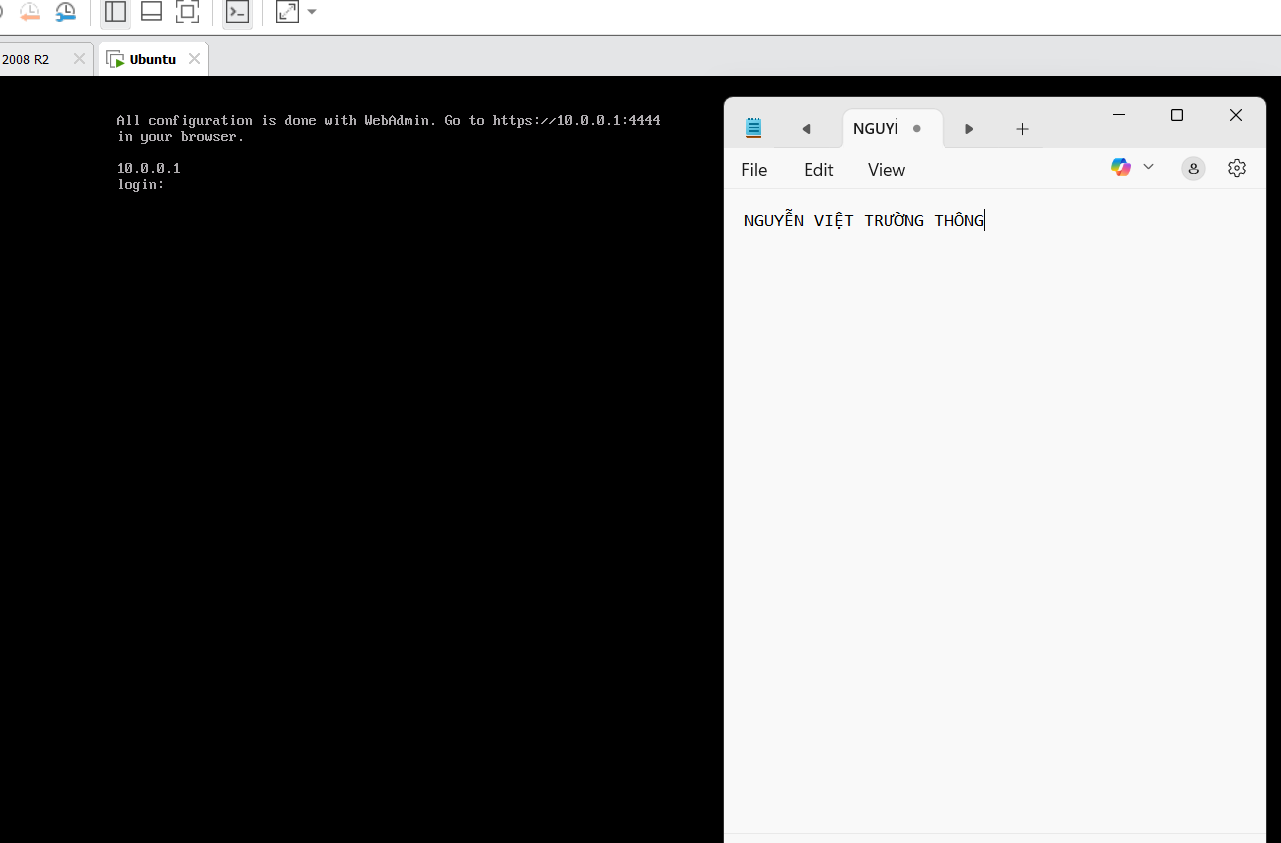 2008 R2
Ubuntu
All configuration is done with WebAdmin. Go to https://10.0.0.1:4444
in your browser.
10.0.0.1
login:
File Edit View
NGUYỄN VIỆT TRƯỜNG THÔNG